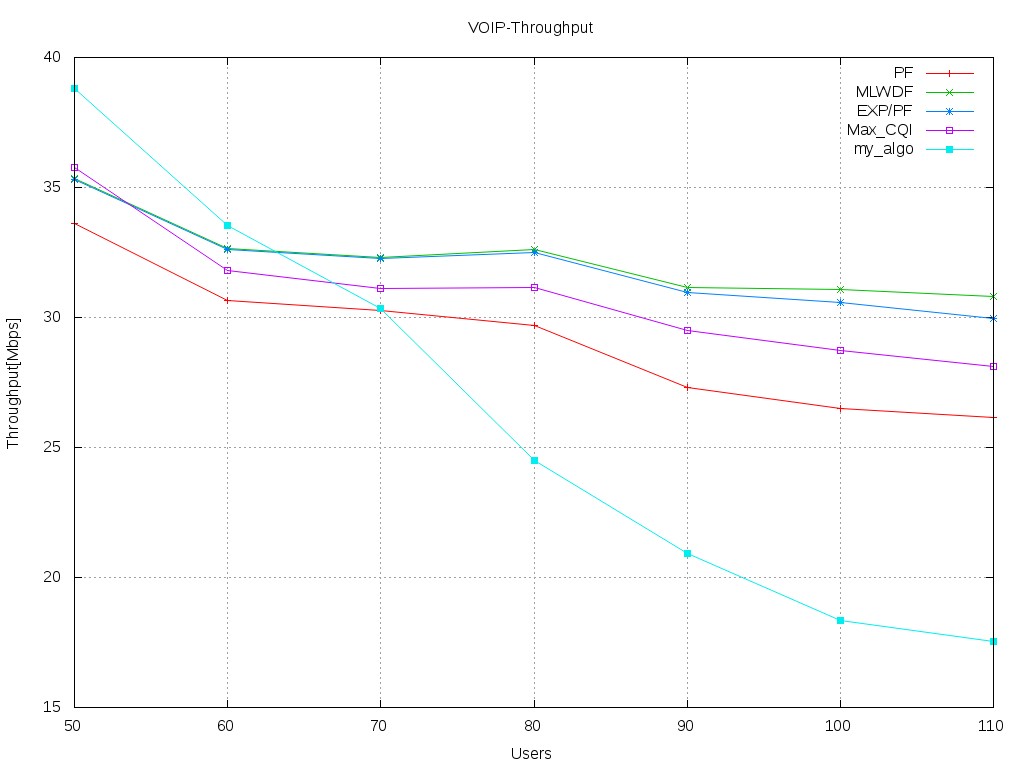 VOIP-Throughput
40
35
30
25
20
15
Throughput[Mbps]
PF
MLWDF
EXP/PF
Max_CQI
my_algo
50 60 70 80 90 100 110
Users